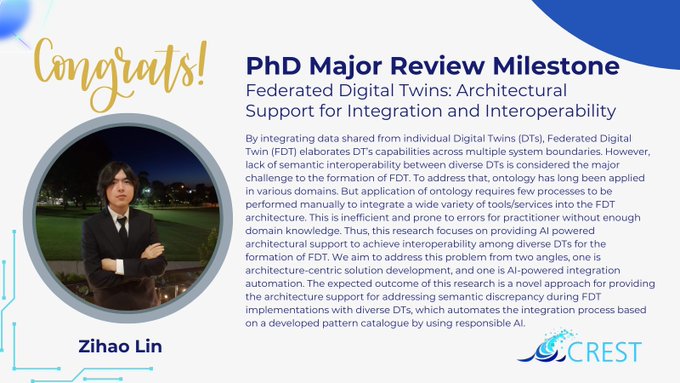 Congrats!
PhD Major Review Milestone
Federated Digital Twins: Architectural
Support for Integration and Interoperability
By integrating data shared from individual Digital Twins (DTs), Federated Digital
Twin (FDT) elaborates DT's capabilities across multiple system boundaries. However,
lack of semantic interoperability between diverse DTs is considered the major
challenge to the formation of FDT. To address that, ontology has long been applied
in various domains. But application of ontology requires few processes to be
performed manually to integrate a wide variety of tools/services into the FDT
architecture. This is inefficient and prone to errors for practitioner without enough
domain knowledge. Thus, this research focuses on providing AI powered
architectural support to achieve interoperability among diverse DTs for the
formation of FDT. We aim to address this problem from two angles, one is
architecture-centric solution development, and one is AI-powered integration
automation. The expected outcome of this research is a novel approach for providing
the architecture support for addressing semantic discrepancy during FDT
implementations with diverse DTs, which automates the integration process based
on a developed pattern catalogue by using responsible AI.
Zihao Lin
CREST